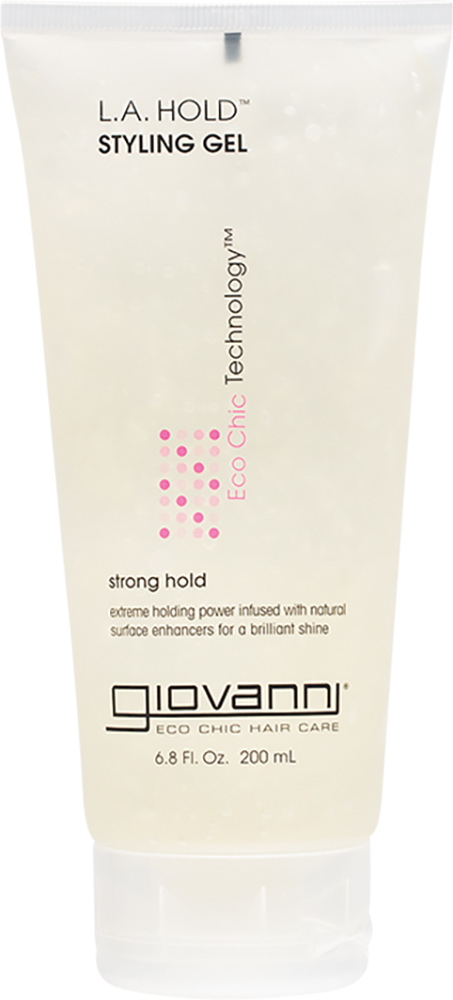 L.A. HOLD™
STYLING GEL
Eco Chic Technology™
strong hold
extreme holding power infused with natural
surface enhancers for a brilliant shine
giovanni®
ECO CHIC HAIR CARE
6.8 Fl. Oz. 200 mL